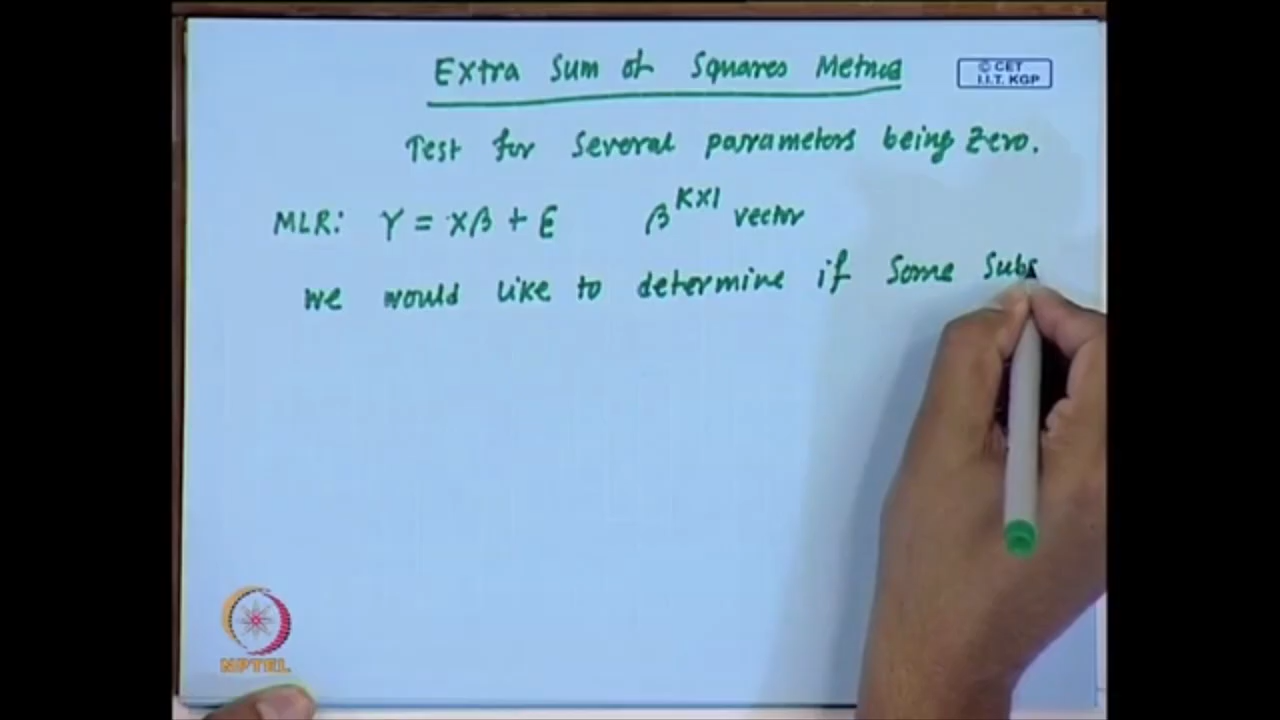 Extra Sum of Squares Method
© CET
I.I.T. KGP
Test for Several parameters being Zero.
MLR: Y = Xβ + ε β^{K×1} vector
We would like to determine if Some Subs
NPTEL